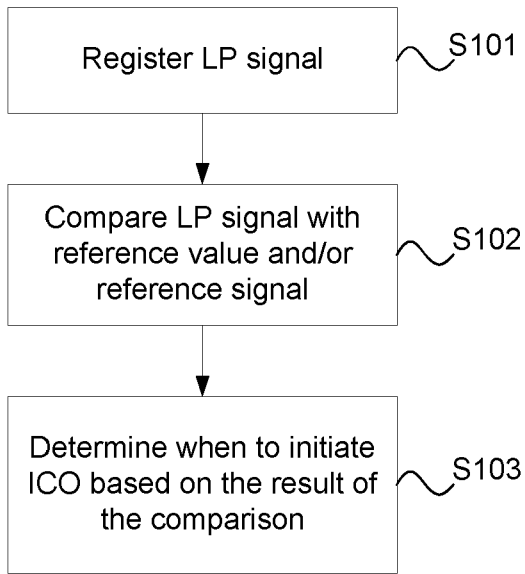 Register LP signal
S101
Compare LP signal with
reference value and/or
reference signal
S102
Determine when to initiate
ICO based on the result of
the comparison
S103